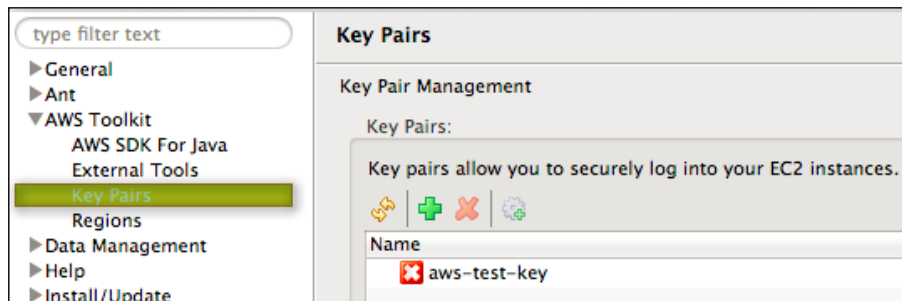 type filter text
General
Ant
AWS Toolkit
AWS SDK For Java
External Tools
Key Pairs
Regions
Data Management
Help
Install/Update
Key Pairs
Key Pair Management
Key Pairs:
Key pairs allow you to securely log into your EC2 instances.
Name
aws-test-key